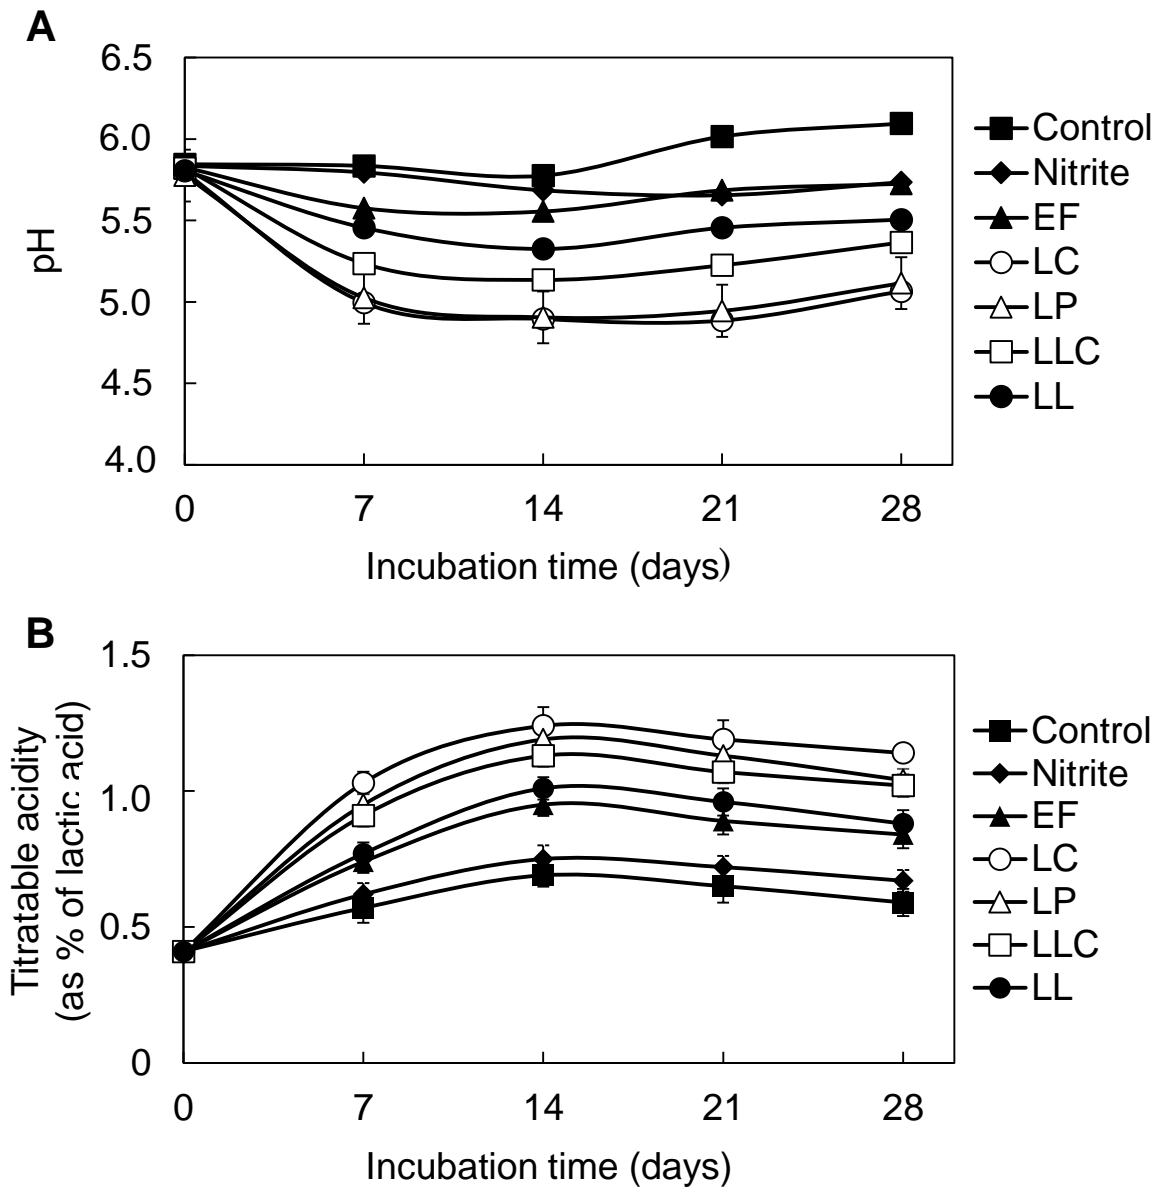 A
6.5
6.0
5.5
5.0
4.5
4.0
pH
0 7 14 21 28
Incubation time (days)
Control
Nitrite
EF
LC
LP
LLC
LL
B
1.5
1.0
0.5
0
Titratable acidity
(as % of lactic acid)
0 7 14 21 28
Incubation time (days)
Control
Nitrite
EF
LC
LP
LLC
LL